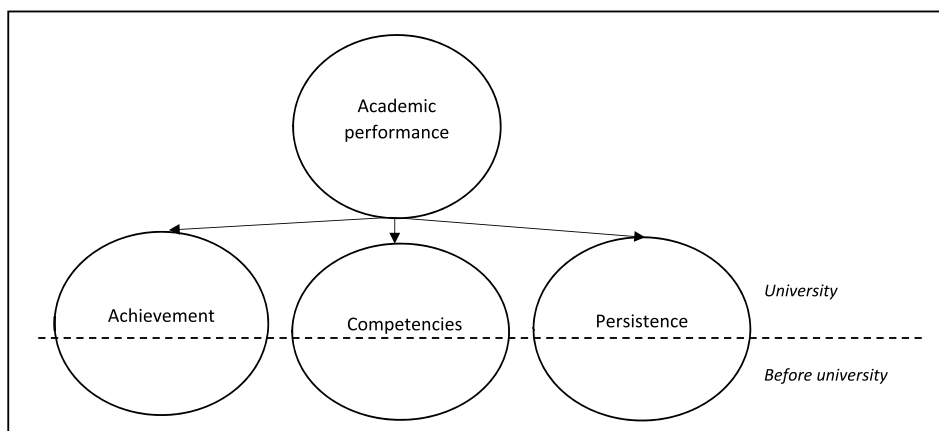 Academic
performance
University
Achievement
Competencies
Persistence
Before university